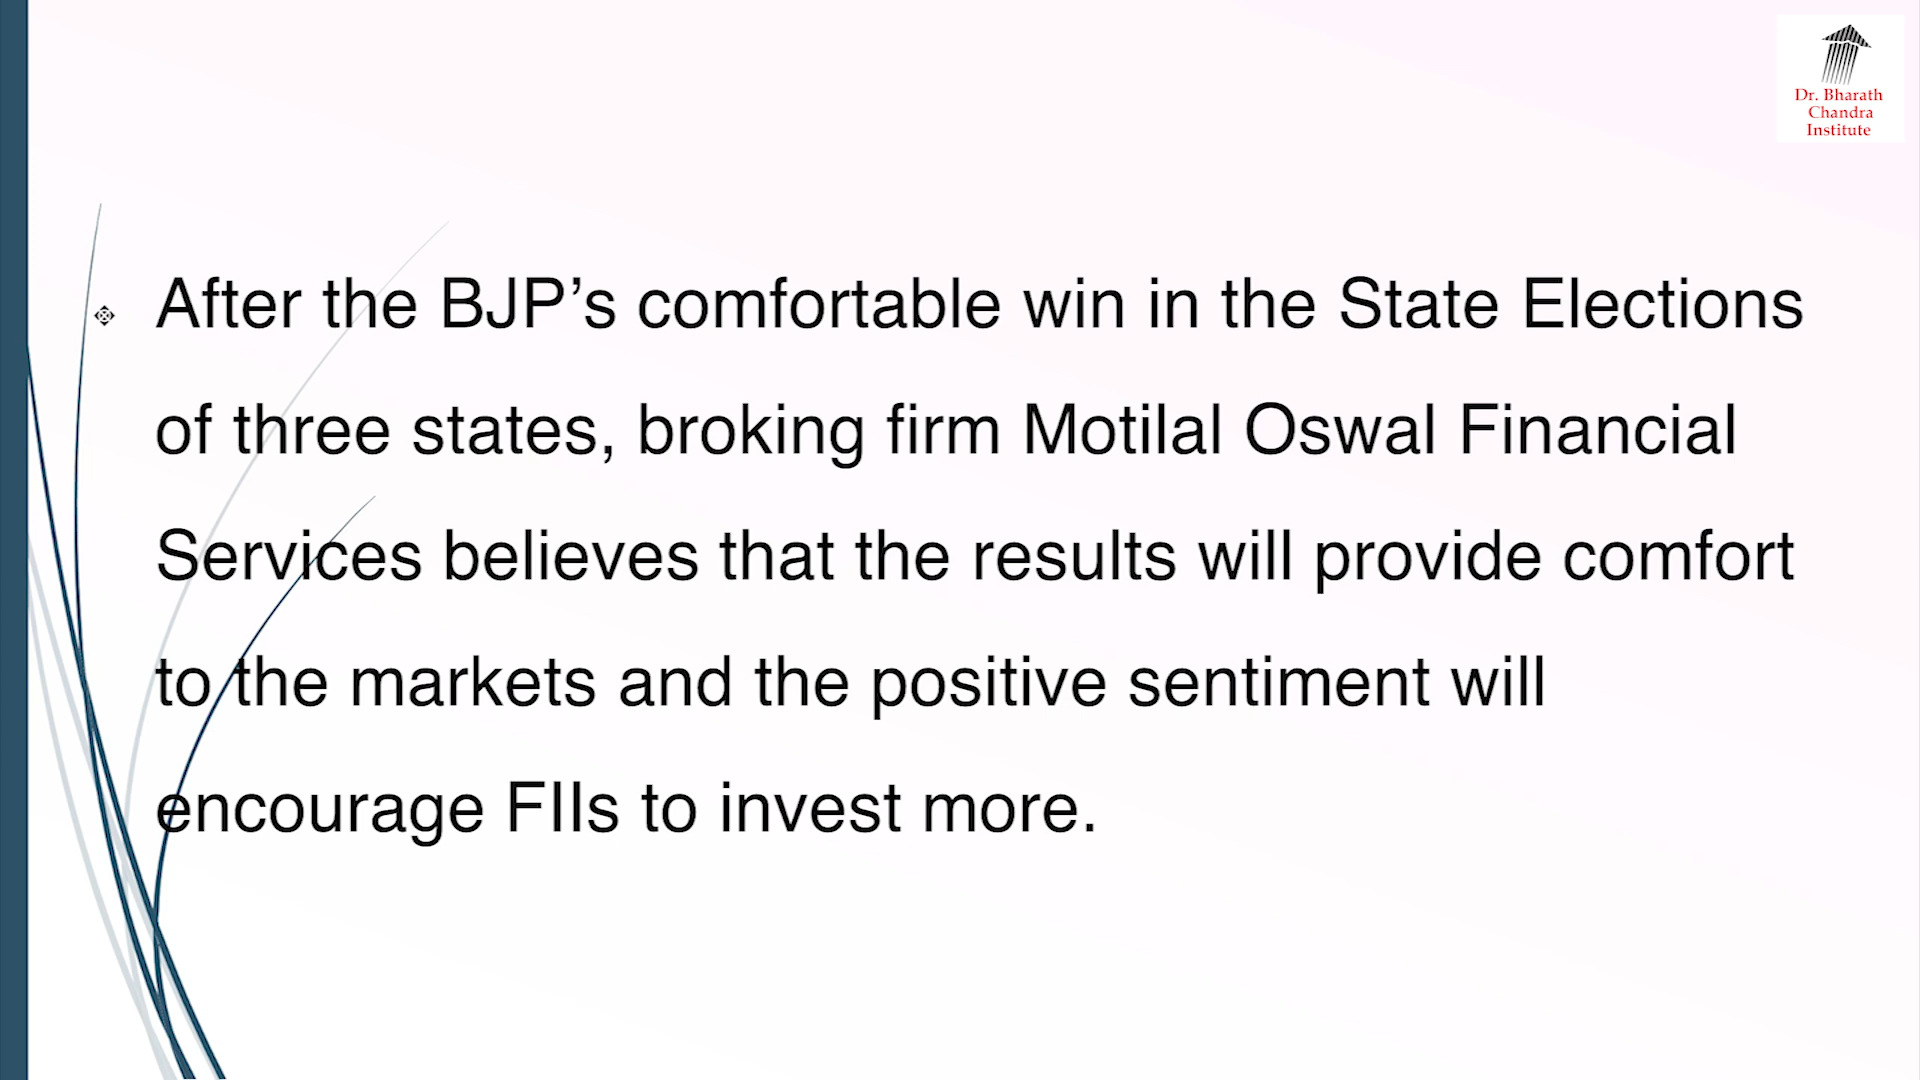 Dr. Bharath
Chandra
Institute
After the BJP’s comfortable win in the State Elections
of three states, broking firm Motilal Oswal Financial
Services believes that the results will provide comfort
to the markets and the positive sentiment will
encourage FIIs to invest more.